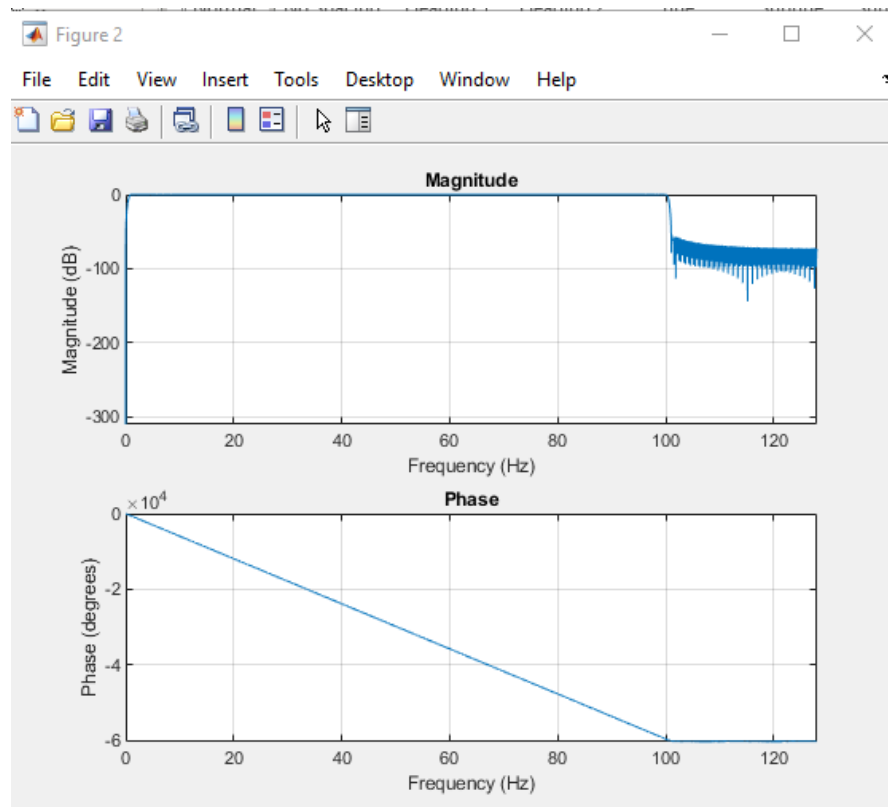 Figure 2
File Edit View Insert Tools Desktop Window Help
Magnitude
0
-100
-200
-300
Magnitude (dB)
0 20 40 60 80 100 120
Frequency (Hz)
Phase
×10⁴
0
-2
-4
-6
Phase (degrees)
0 20 40 60 80 100 120
Frequency (Hz)